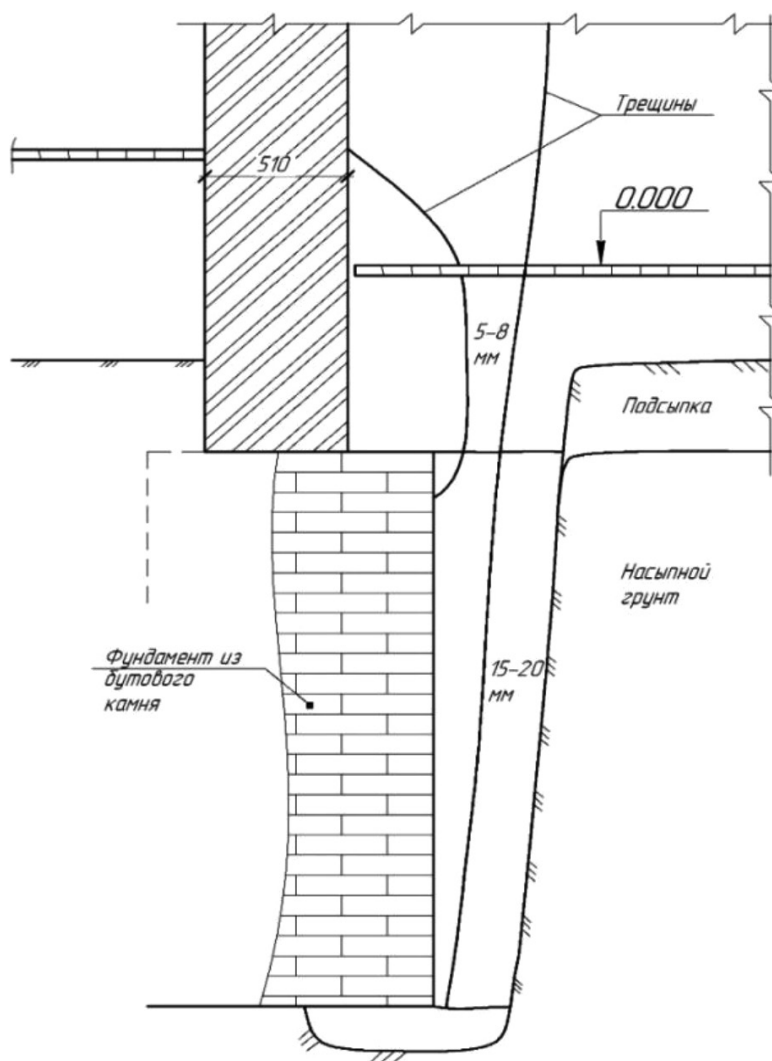 Трещины
510
0.000
5-8
мм
Подсыпка
Насыпной
грунт
Фундамент из
бутового
камня
15-20
мм